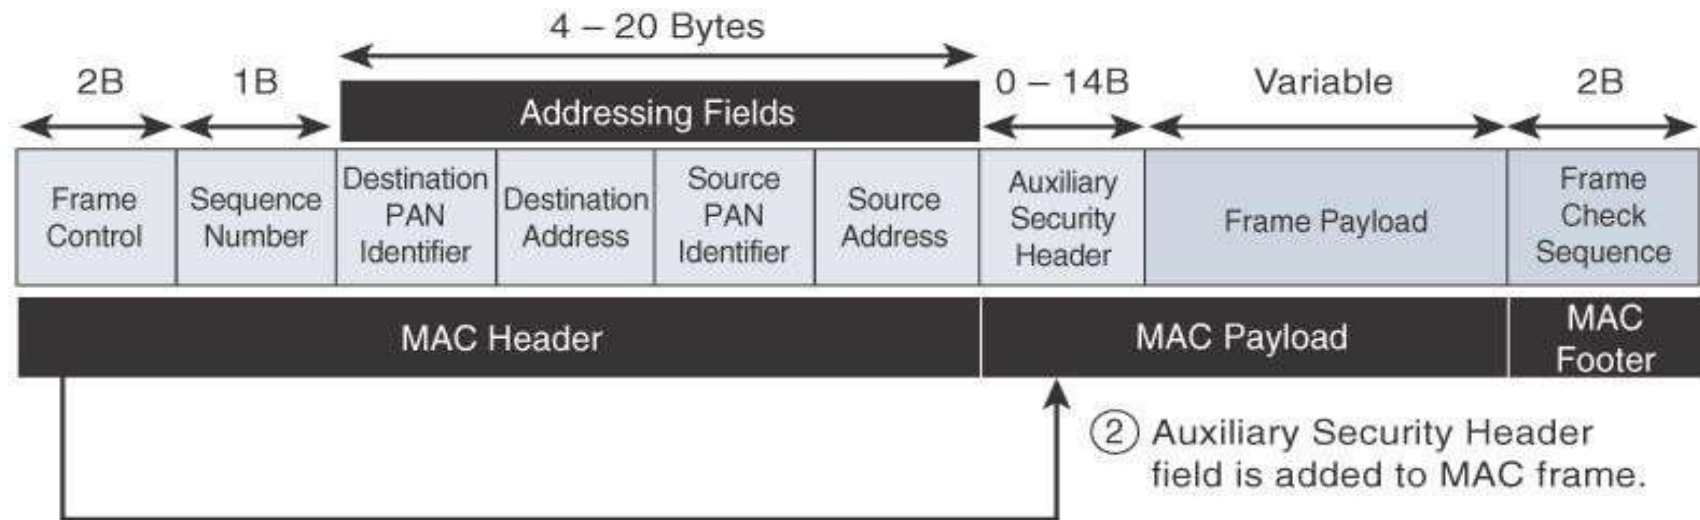 4 – 20 Bytes
2B
1B
0 – 14B
Variable
2B
Addressing Fields
Frame
Control
Sequence
Number
Destination
PAN
Identifier
Destination
Address
Source
PAN
Identifier
Source
Address
Auxiliary
Security
Header
Frame Payload
Frame
Check
Sequence
MAC Header
MAC Payload
MAC
Footer
② Auxiliary Security Header
field is added to MAC frame.